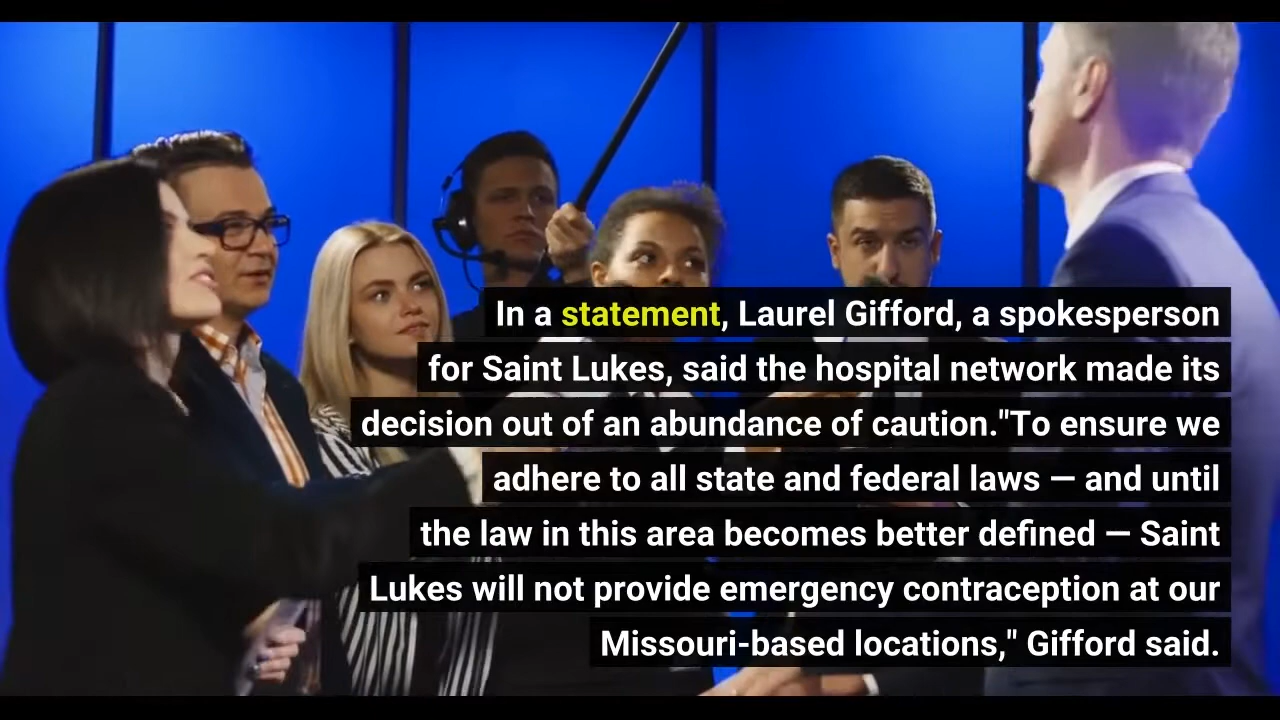 In a statement, Laurel Gifford, a spokesperson
for Saint Lukes, said the hospital network made its
decision out of an abundance of caution."To ensure we
adhere to all state and federal laws — and until
the law in this area becomes better defined — Saint
Lukes will not provide emergency contraception at our
Missouri-based locations," Gifford said.